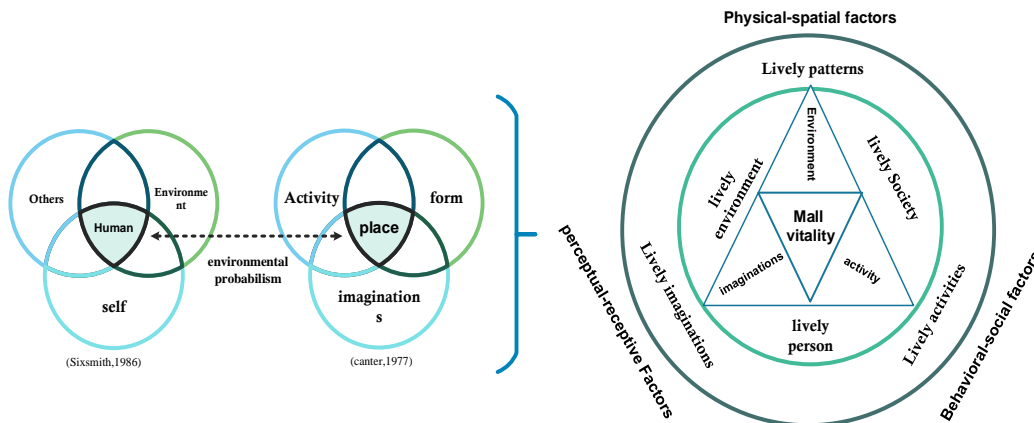 Others
Environme
nt
Human
self
(Sixsmith,1986)
environmental
probabilism
Activity
form
place
imagination
s
(canter,1977)
Physical-spatial factors
Lively patterns
Environment
lively
environment
lively Society
Mall
vitality
imaginations
activity
lively
person
Lively imaginations
Lively activities
perceptual-receptive Factors
Behavioral-social factors